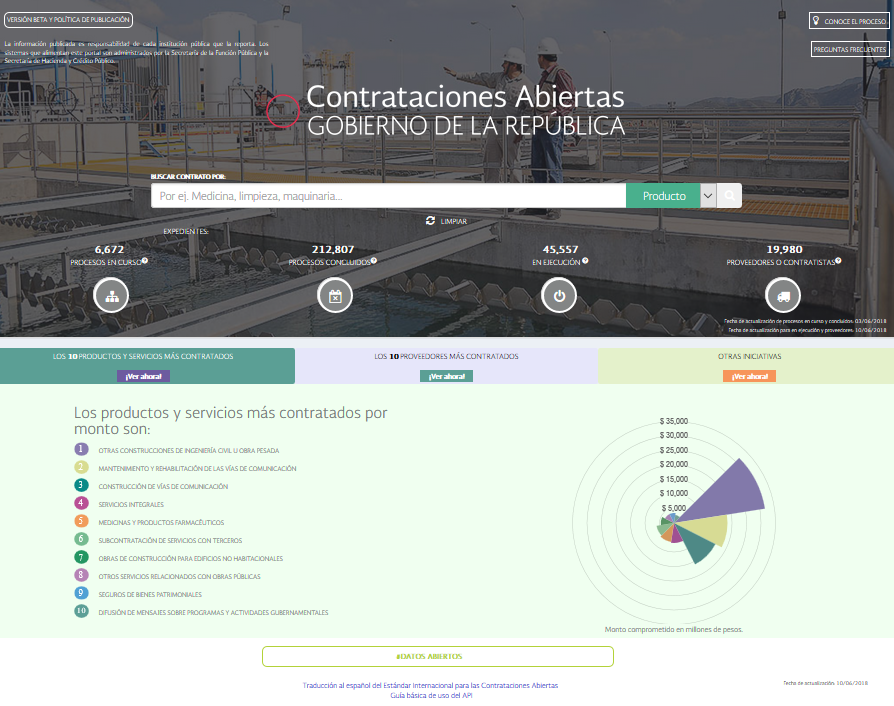 VERSIÓN BETA Y POLÍTICA DE PUBLICACIÓN
CONOCE EL PROCESO
La información publicada es responsabilidad de cada institución pública que la reporta. Los
sistemas que alimentan este portal son administrados por la Secretaría de la Función Pública y la
Secretaría de Hacienda y Crédito Público.
PREGUNTAS FRECUENTES
Contrataciones Abiertas
GOBIERNO DE LA REPÚBLICA
BUSCAR CONTRATO POR:
Por ej. Medicina, limpieza, maquinaria...
Producto
LIMPIAR
EXPEDIENTES:
6,672
PROCESOS EN CURSO
212,807
PROCESOS CONCLUIDOS
45,557
EN EJECUCIÓN
19,980
PROVEEDORES O CONTRATISTAS
Fecha de actualización de procesos en curso y concluidos: 03/06/2018
Fecha de actualización para en ejecución y proveedores: 10/06/2018
LOS 10 PRODUCTOS Y SERVICIOS MÁS CONTRATADOS
¡Ver ahora!
LOS 10 PROVEEDORES MÁS CONTRATADOS
¡Ver ahora!
OTRAS INICIATIVAS
¡Ver ahora!
Los productos y servicios más contratados por
monto son:
1 OTRAS CONSTRUCCIONES DE INGENIERÍA CIVIL U OBRA PESADA
2 MANTENIMIENTO Y REHABILITACIÓN DE LAS VÍAS DE COMUNICACIÓN
3 CONSTRUCCIÓN DE VÍAS DE COMUNICACIÓN
4 SERVICIOS INTEGRALES
5 MEDICINAS Y PRODUCTOS FARMACÉUTICOS
6 SUBCONTRATACIÓN DE SERVICIOS CON TERCEROS
7 OBRAS DE CONSTRUCCIÓN PARA EDIFICIOS NO HABITACIONALES
8 OTROS SERVICIOS RELACIONADOS CON OBRAS PÚBLICAS
9 SEGUROS DE BIENES PATRIMONIALES
10 DIFUSIÓN DE MENSAJES SOBRE PROGRAMAS Y ACTIVIDADES GUBERNAMENTALES
$ 35,000
$ 30,000
$ 25,000
$ 20,000
$ 15,000
$ 10,000
$ 5,000
Monto comprometido en millones de pesos.
#DATOS ABIERTOS
Traducción al español del Estándar Internacional para las Contrataciones Abiertas
Guía básica de uso del API
Fecha de actualización: 10/06/2018